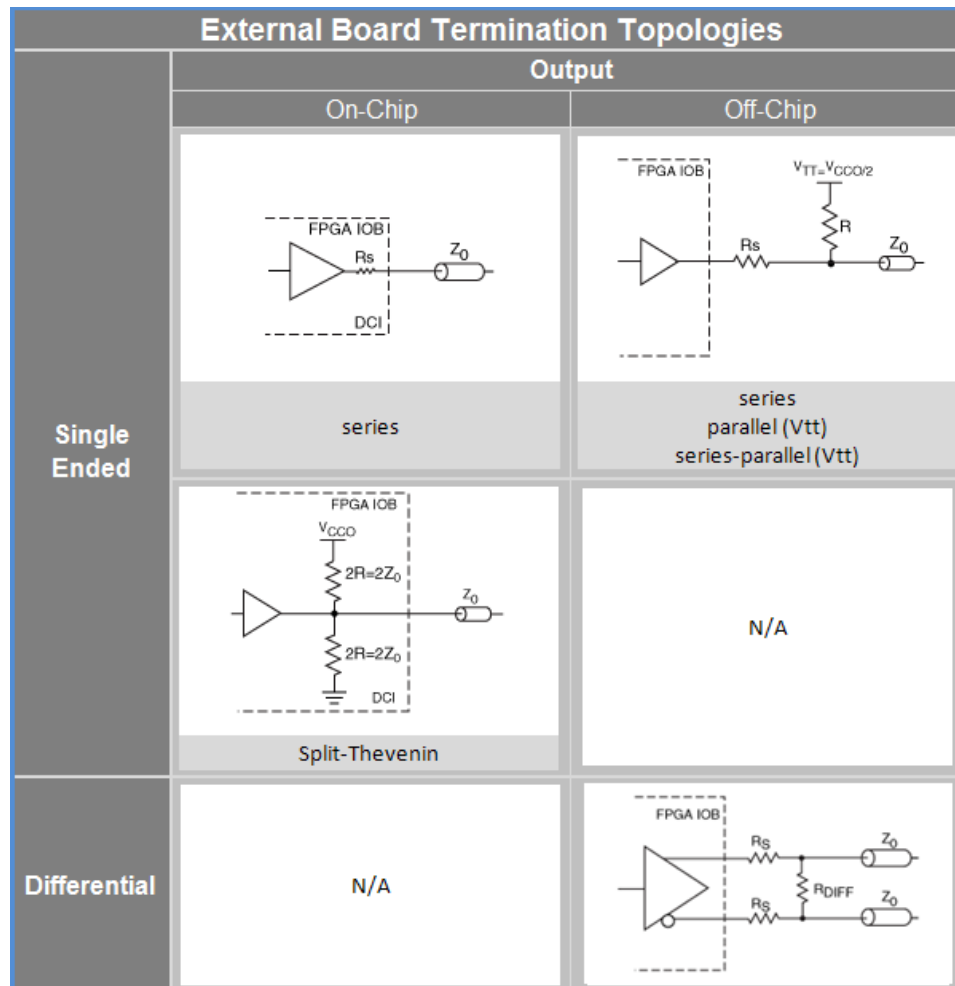 External Board Termination Topologies
Output
On-Chip
Off-Chip
Single
Ended
FPGA IOB
Rs
Z0
DCI
series
FPGA IOB
VTT=VCCO/2
R
Rs
Z0
series
parallel (Vtt)
series-parallel (Vtt)
FPGA IOB
VCCO
2R=2Z0
Z0
2R=2Z0
DCI
Split-Thevenin
N/A
Differential
N/A
FPGA IOB
RS
Z0
RDIFF
RS
Z0